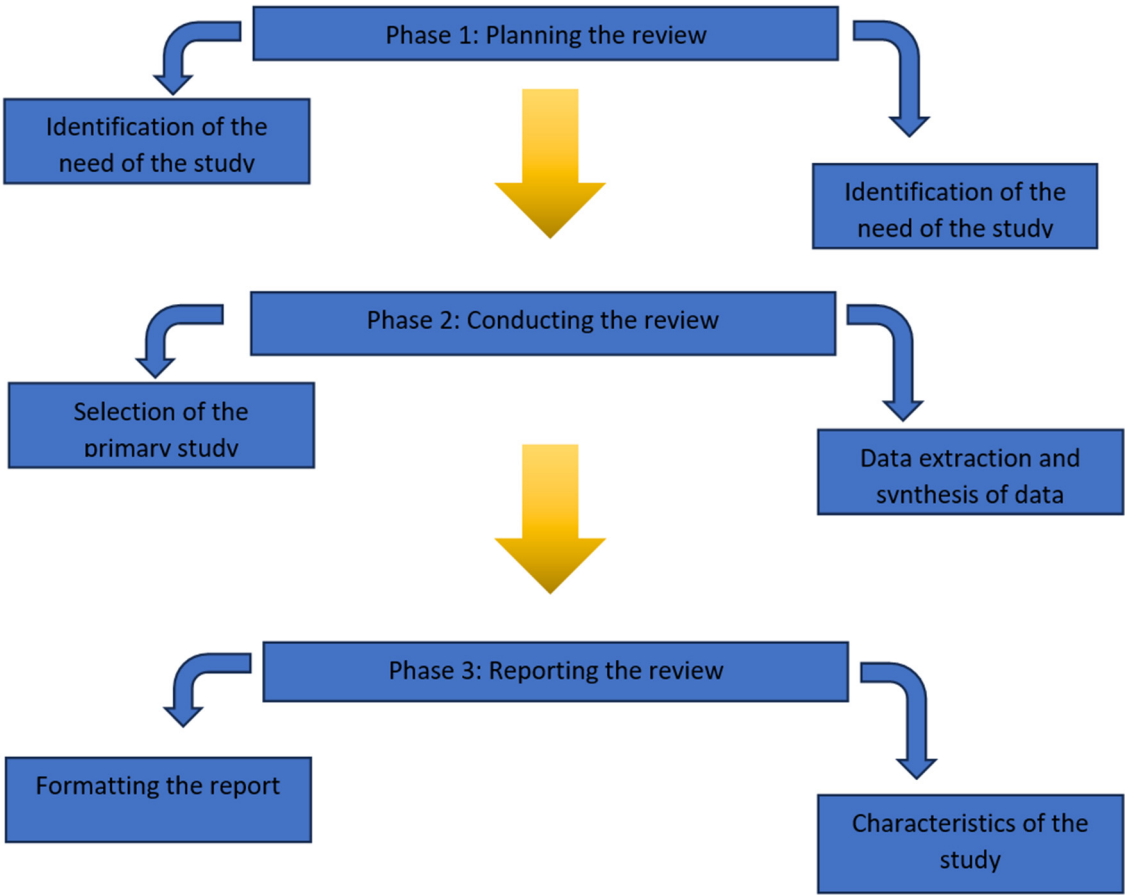 Phase 1: Planning the review
Identification of the
need of the study
Identification of the
need of the study
Phase 2: Conducting the review
Selection of the
primary study
Data extraction and
synthesis of data
Phase 3: Reporting the review
Formatting the report
Characteristics of the
study